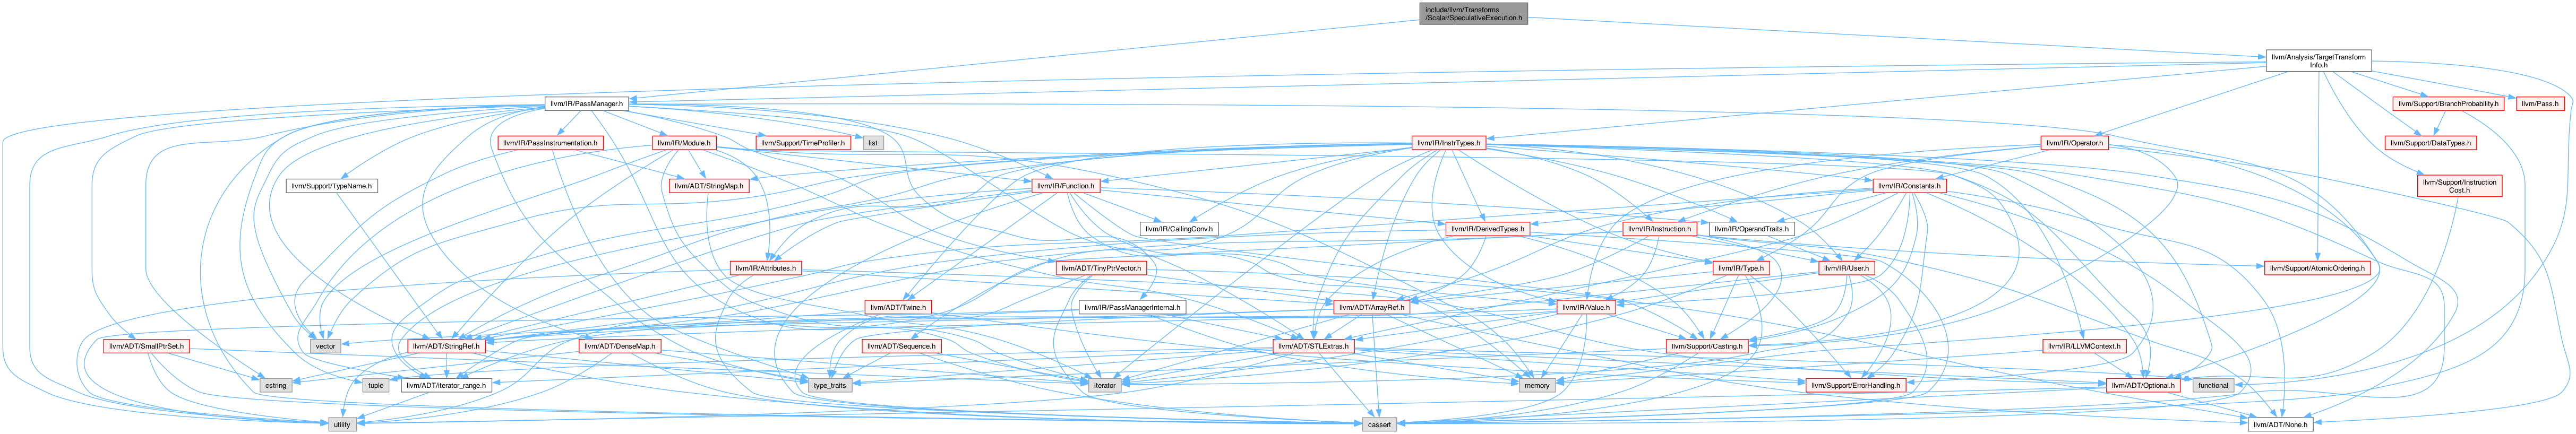 include/llvm/Transforms
/Scalar/SpeculativeExecution.h
llvm/Analysis/TargetTransform
Info.h
llvm/IR/PassManager.h
llvm/Support/BranchProbability.h
llvm/Pass.h
llvm/IR/PassInstrumentation.h
llvm/IR/Module.h
llvm/Support/TimeProfiler.h
list
llvm/IR/InstrTypes.h
llvm/IR/Operator.h
llvm/Support/DataTypes.h
llvm/Support/TypeName.h
llvm/ADT/StringMap.h
llvm/IR/Function.h
llvm/IR/Constants.h
llvm/Support/Instruction
Cost.h
llvm/IR/CallingConv.h
llvm/IR/DerivedTypes.h
llvm/IR/Instruction.h
llvm/IR/OperandTraits.h
llvm/IR/Attributes.h
llvm/ADT/TinyPtrVector.h
llvm/IR/Type.h
llvm/IR/User.h
llvm/Support/AtomicOrdering.h
llvm/ADT/Twine.h
llvm/IR/PassManagerInternal.h
llvm/ADT/ArrayRef.h
llvm/IR/Value.h
llvm/ADT/SmallPtrSet.h
vector
llvm/ADT/StringRef.h
llvm/ADT/DenseMap.h
llvm/ADT/Sequence.h
llvm/ADT/STLExtras.h
llvm/Support/Casting.h
llvm/IR/LLVMContext.h
cstring
tuple
llvm/ADT/iterator_range.h
type_traits
iterator
memory
llvm/Support/ErrorHandling.h
llvm/ADT/Optional.h
functional
utility
cassert
llvm/ADT/None.h